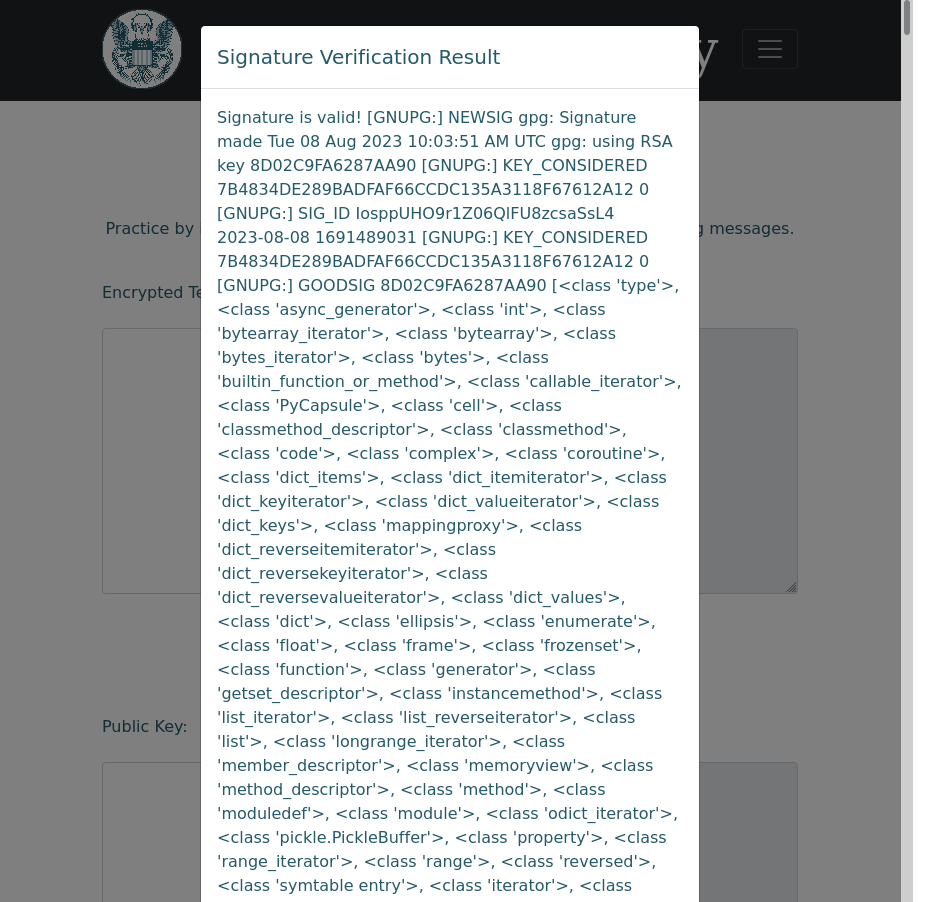 y
Signature Verification Result
Signature is valid! [GNUPG:] NEWSIG gpg: Signature
made Tue 08 Aug 2023 10:03:51 AM UTC gpg: using RSA
key 8D02C9FA6287AA90 [GNUPG:] KEY_CONSIDERED
7B4834DE289BADFAF66CCDC135A3118F67612A12 0
[GNUPG:] SIG_ID IosppUHO9r1Z06QlFU8zcsaSsL4
2023-08-08 1691489031 [GNUPG:] KEY_CONSIDERED
7B4834DE289BADFAF66CCDC135A3118F67612A12 0
[GNUPG:] GOODSIG 8D02C9FA6287AA90 [<class 'type'>,
<class 'async_generator'>, <class 'int'>, <class
'bytearray_iterator'>, <class 'bytearray'>, <class
'bytes_iterator'>, <class 'bytes'>, <class
'builtin_function_or_method'>, <class 'callable_iterator'>,
<class 'PyCapsule'>, <class 'cell'>, <class
'classmethod_descriptor'>, <class 'classmethod'>,
<class 'code'>, <class 'complex'>, <class 'coroutine'>,
<class 'dict_items'>, <class 'dict_itemiterator'>, <class
'dict_keyiterator'>, <class 'dict_valueiterator'>, <class
'dict_keys'>, <class 'mappingproxy'>, <class
'dict_reverseitemiterator'>, <class
'dict_reversekeyiterator'>, <class
'dict_reversevalueiterator'>, <class 'dict_values'>,
<class 'dict'>, <class 'ellipsis'>, <class 'enumerate'>,
<class 'float'>, <class 'frame'>, <class 'frozenset'>,
<class 'function'>, <class 'generator'>, <class
'getset_descriptor'>, <class 'instancemethod'>, <class
'list_iterator'>, <class 'list_reverseiterator'>, <class
'list'>, <class 'longrange_iterator'>, <class
'member_descriptor'>, <class 'memoryview'>, <class
'method_descriptor'>, <class 'method'>, <class
'moduledef'>, <class 'module'>, <class 'odict_iterator'>,
<class 'pickle.PickleBuffer'>, <class 'property'>, <class
'range_iterator'>, <class 'range'>, <class 'reversed'>,
<class 'symtable entry'>, <class 'iterator'>, <class
Practice by
g messages.
Encrypted Te
Public Key: